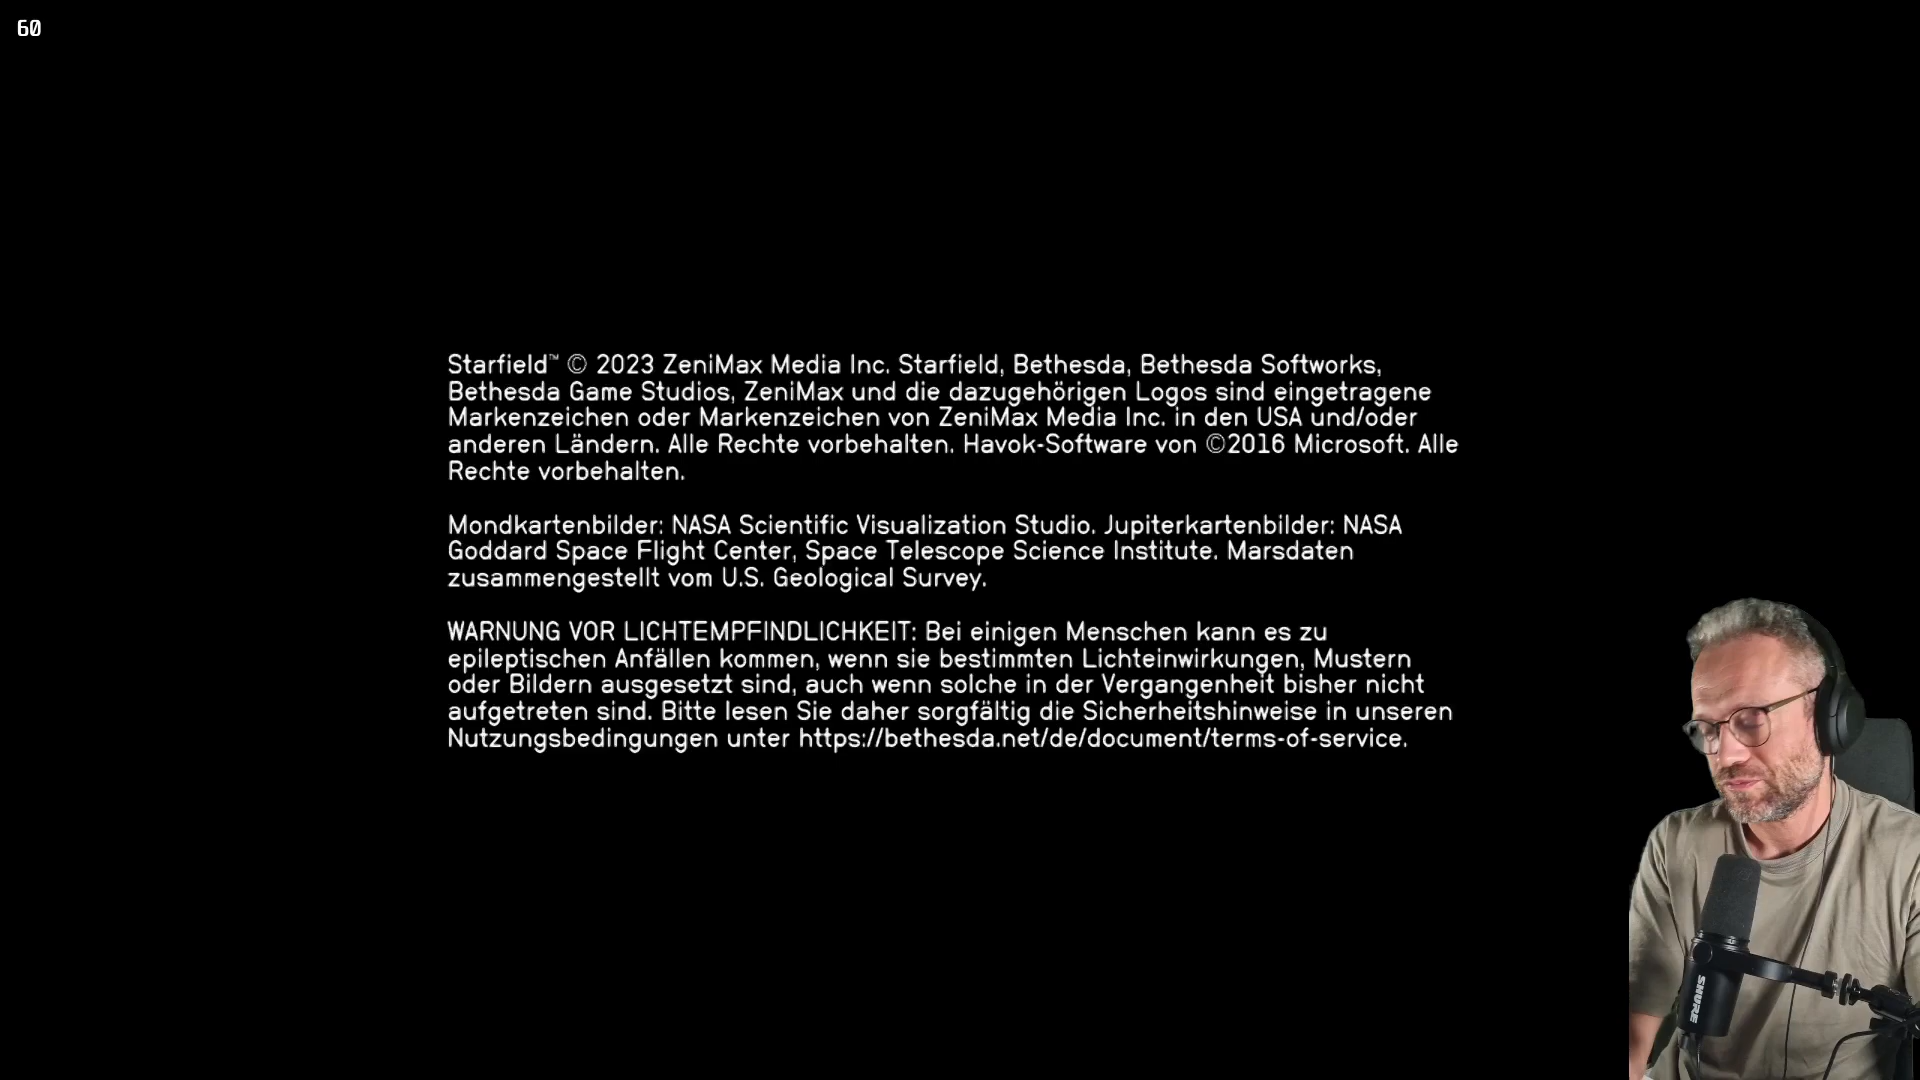 60
Starfield™ © 2023 ZeniMax Media Inc. Starfield, Bethesda, Bethesda Softworks,
Bethesda Game Studios, ZeniMax und die dazugehörigen Logos sind eingetragene
Markenzeichen oder Markenzeichen von ZeniMax Media Inc. in den USA und/oder
anderen Ländern. Alle Rechte vorbehalten. Havok-Software von ©2016 Microsoft. Alle
Rechte vorbehalten.
Mondkartenbilder: NASA Scientific Visualization Studio. Jupiterkartenbilder: NASA
Goddard Space Flight Center, Space Telescope Science Institute. Marsdaten
zusammengestellt vom U.S. Geological Survey.
WARNUNG VOR LICHTEMPFINDLICHKEIT: Bei einigen Menschen kann es zu
epileptischen Anfällen kommen, wenn sie bestimmten Lichteinwirkungen, Mustern
oder Bildern ausgesetzt sind, auch wenn solche in der Vergangenheit bisher nicht
aufgetreten sind. Bitte lesen Sie daher sorgfältig die Sicherheitshinweise in unseren
Nutzungsbedingungen unter https://bethesda.net/de/document/terms-of-service.
SHURE